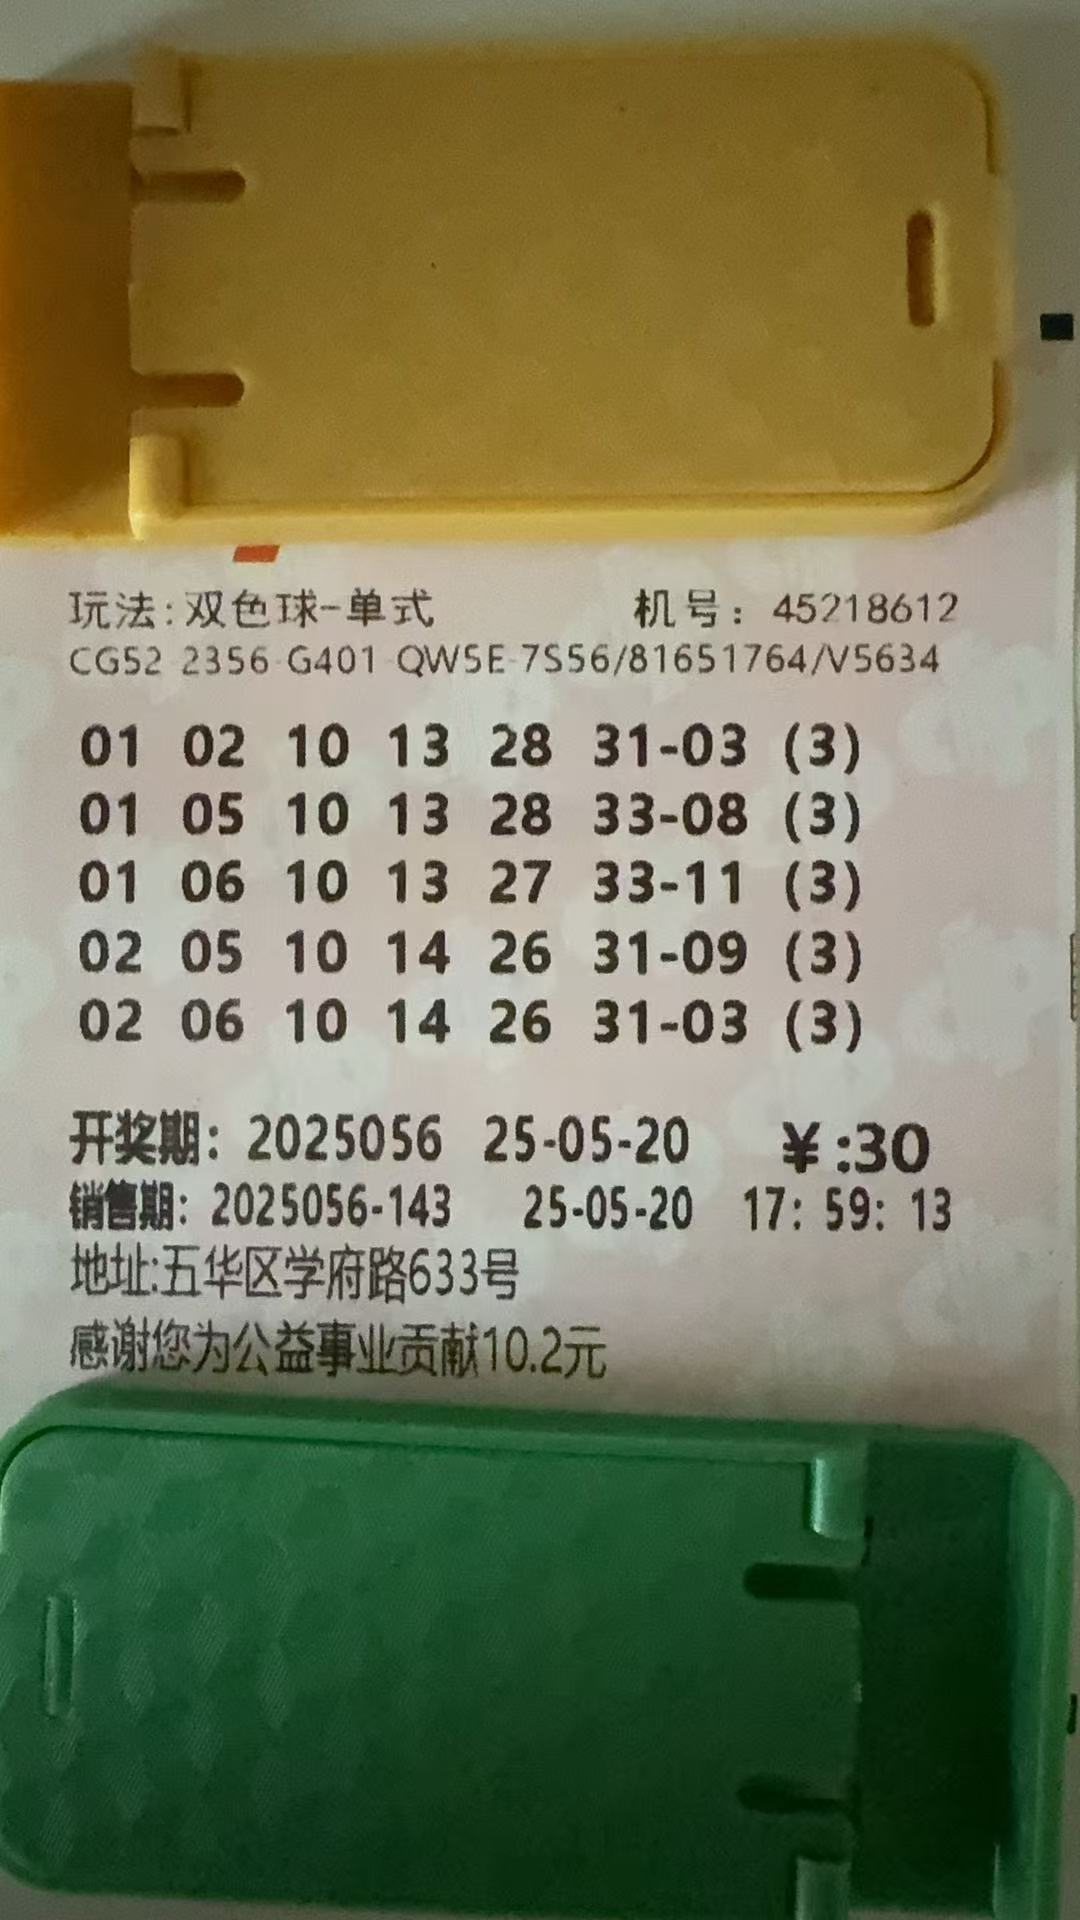 玩法:双色球-单式 机号：45218612
CG52 2356 G401 QW5E 7S56/81651764/V5634
01 02 10 13 28 31-03 (3)
01 05 10 13 28 33-08 (3)
01 06 10 13 27 33-11 (3)
02 05 10 14 26 31-09 (3)
02 06 10 14 26 31-03 (3)
开奖期：2025056 25-05-20 ¥:30
销售期：2025056-143 25-05-20 17:59:13
地址:五华区学府路633号
感谢您为公益事业贡献10.2元